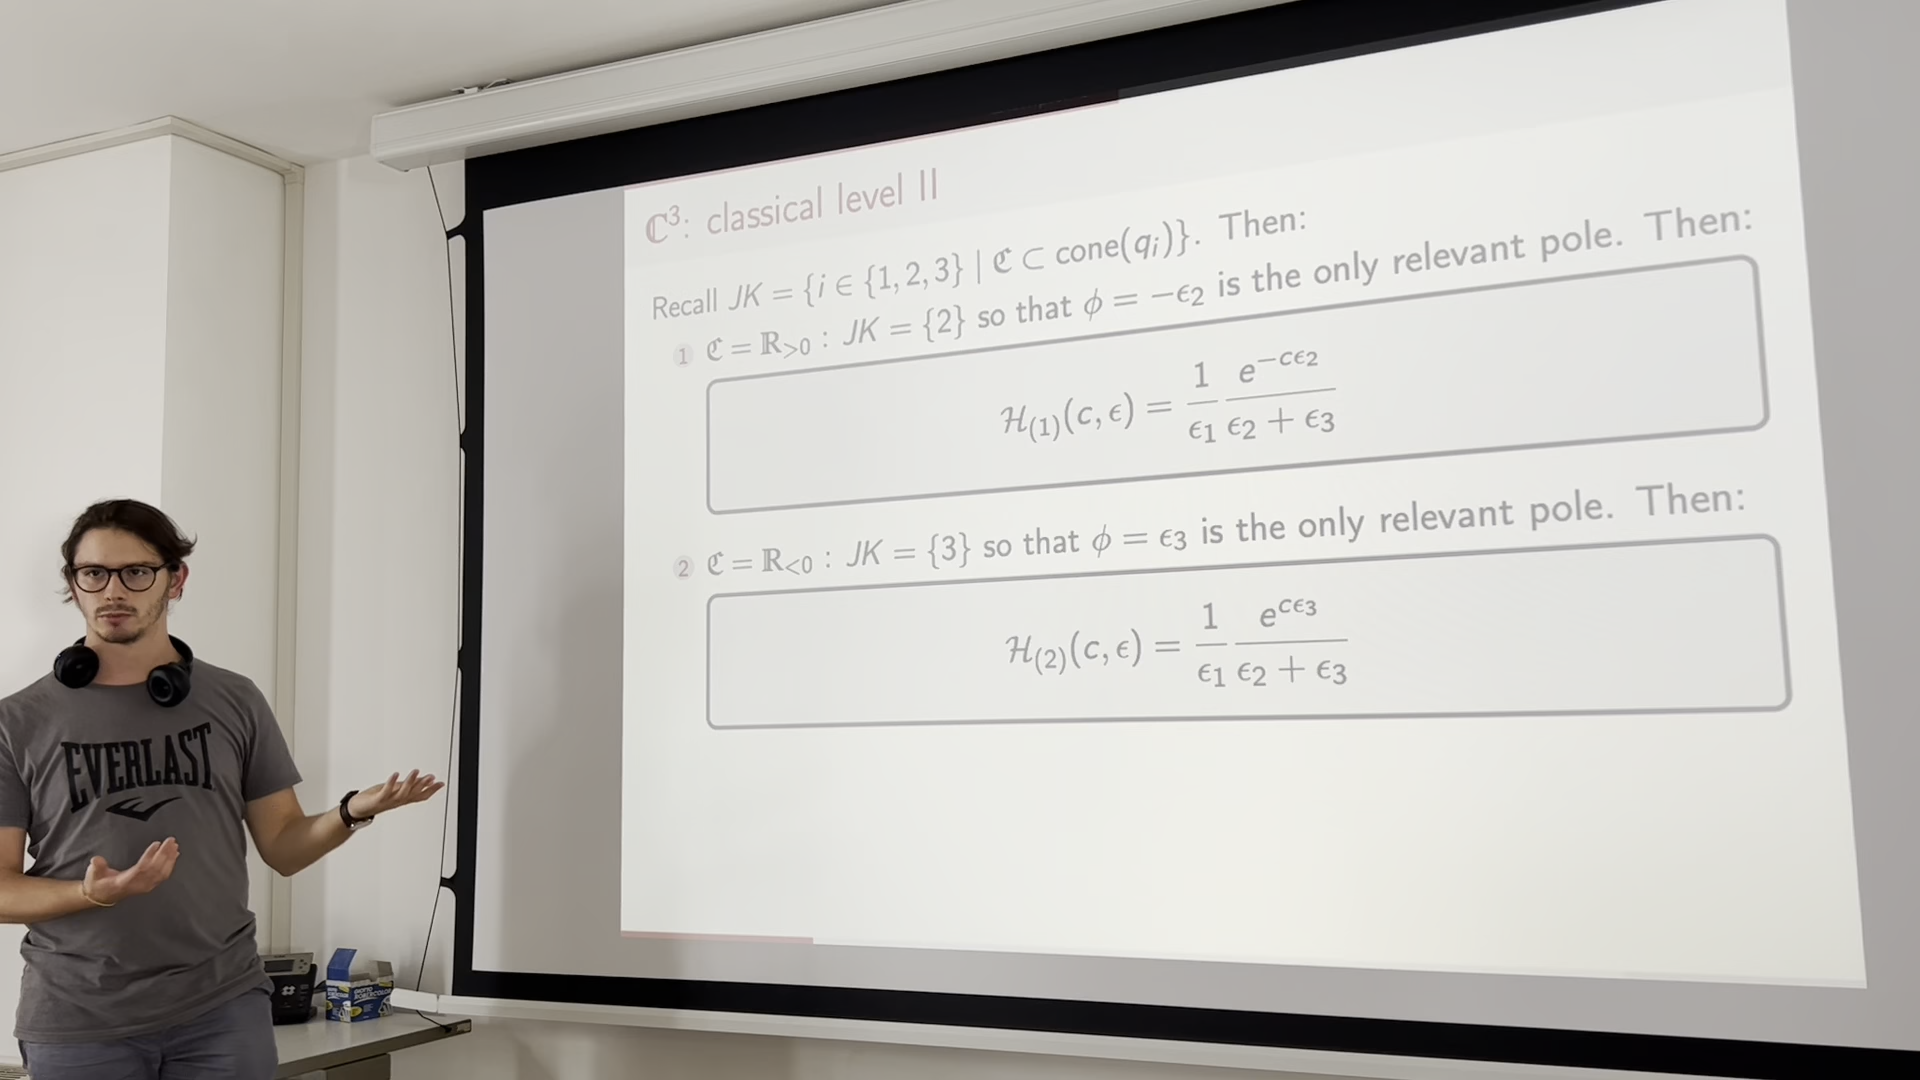 ℂ³: classical level II
Recall JK = {i ∈ {1, 2, 3} | ℭ ⊂ cone(qᵢ)}. Then:
1 ℭ = ℝ>0 : JK = {2} so that ϕ = −ϵ₂ is the only relevant pole. Then:
ℋ₍₁₎(c, ϵ) = 1/ϵ₁ e^{−cϵ₂}/(ϵ₂ + ϵ₃)
2 ℭ = ℝ<0 : JK = {3} so that ϕ = ϵ₃ is the only relevant pole. Then:
ℋ₍₂₎(c, ϵ) = 1/ϵ₁ e^{cϵ₃}/(ϵ₂ + ϵ₃)
EVERLAST